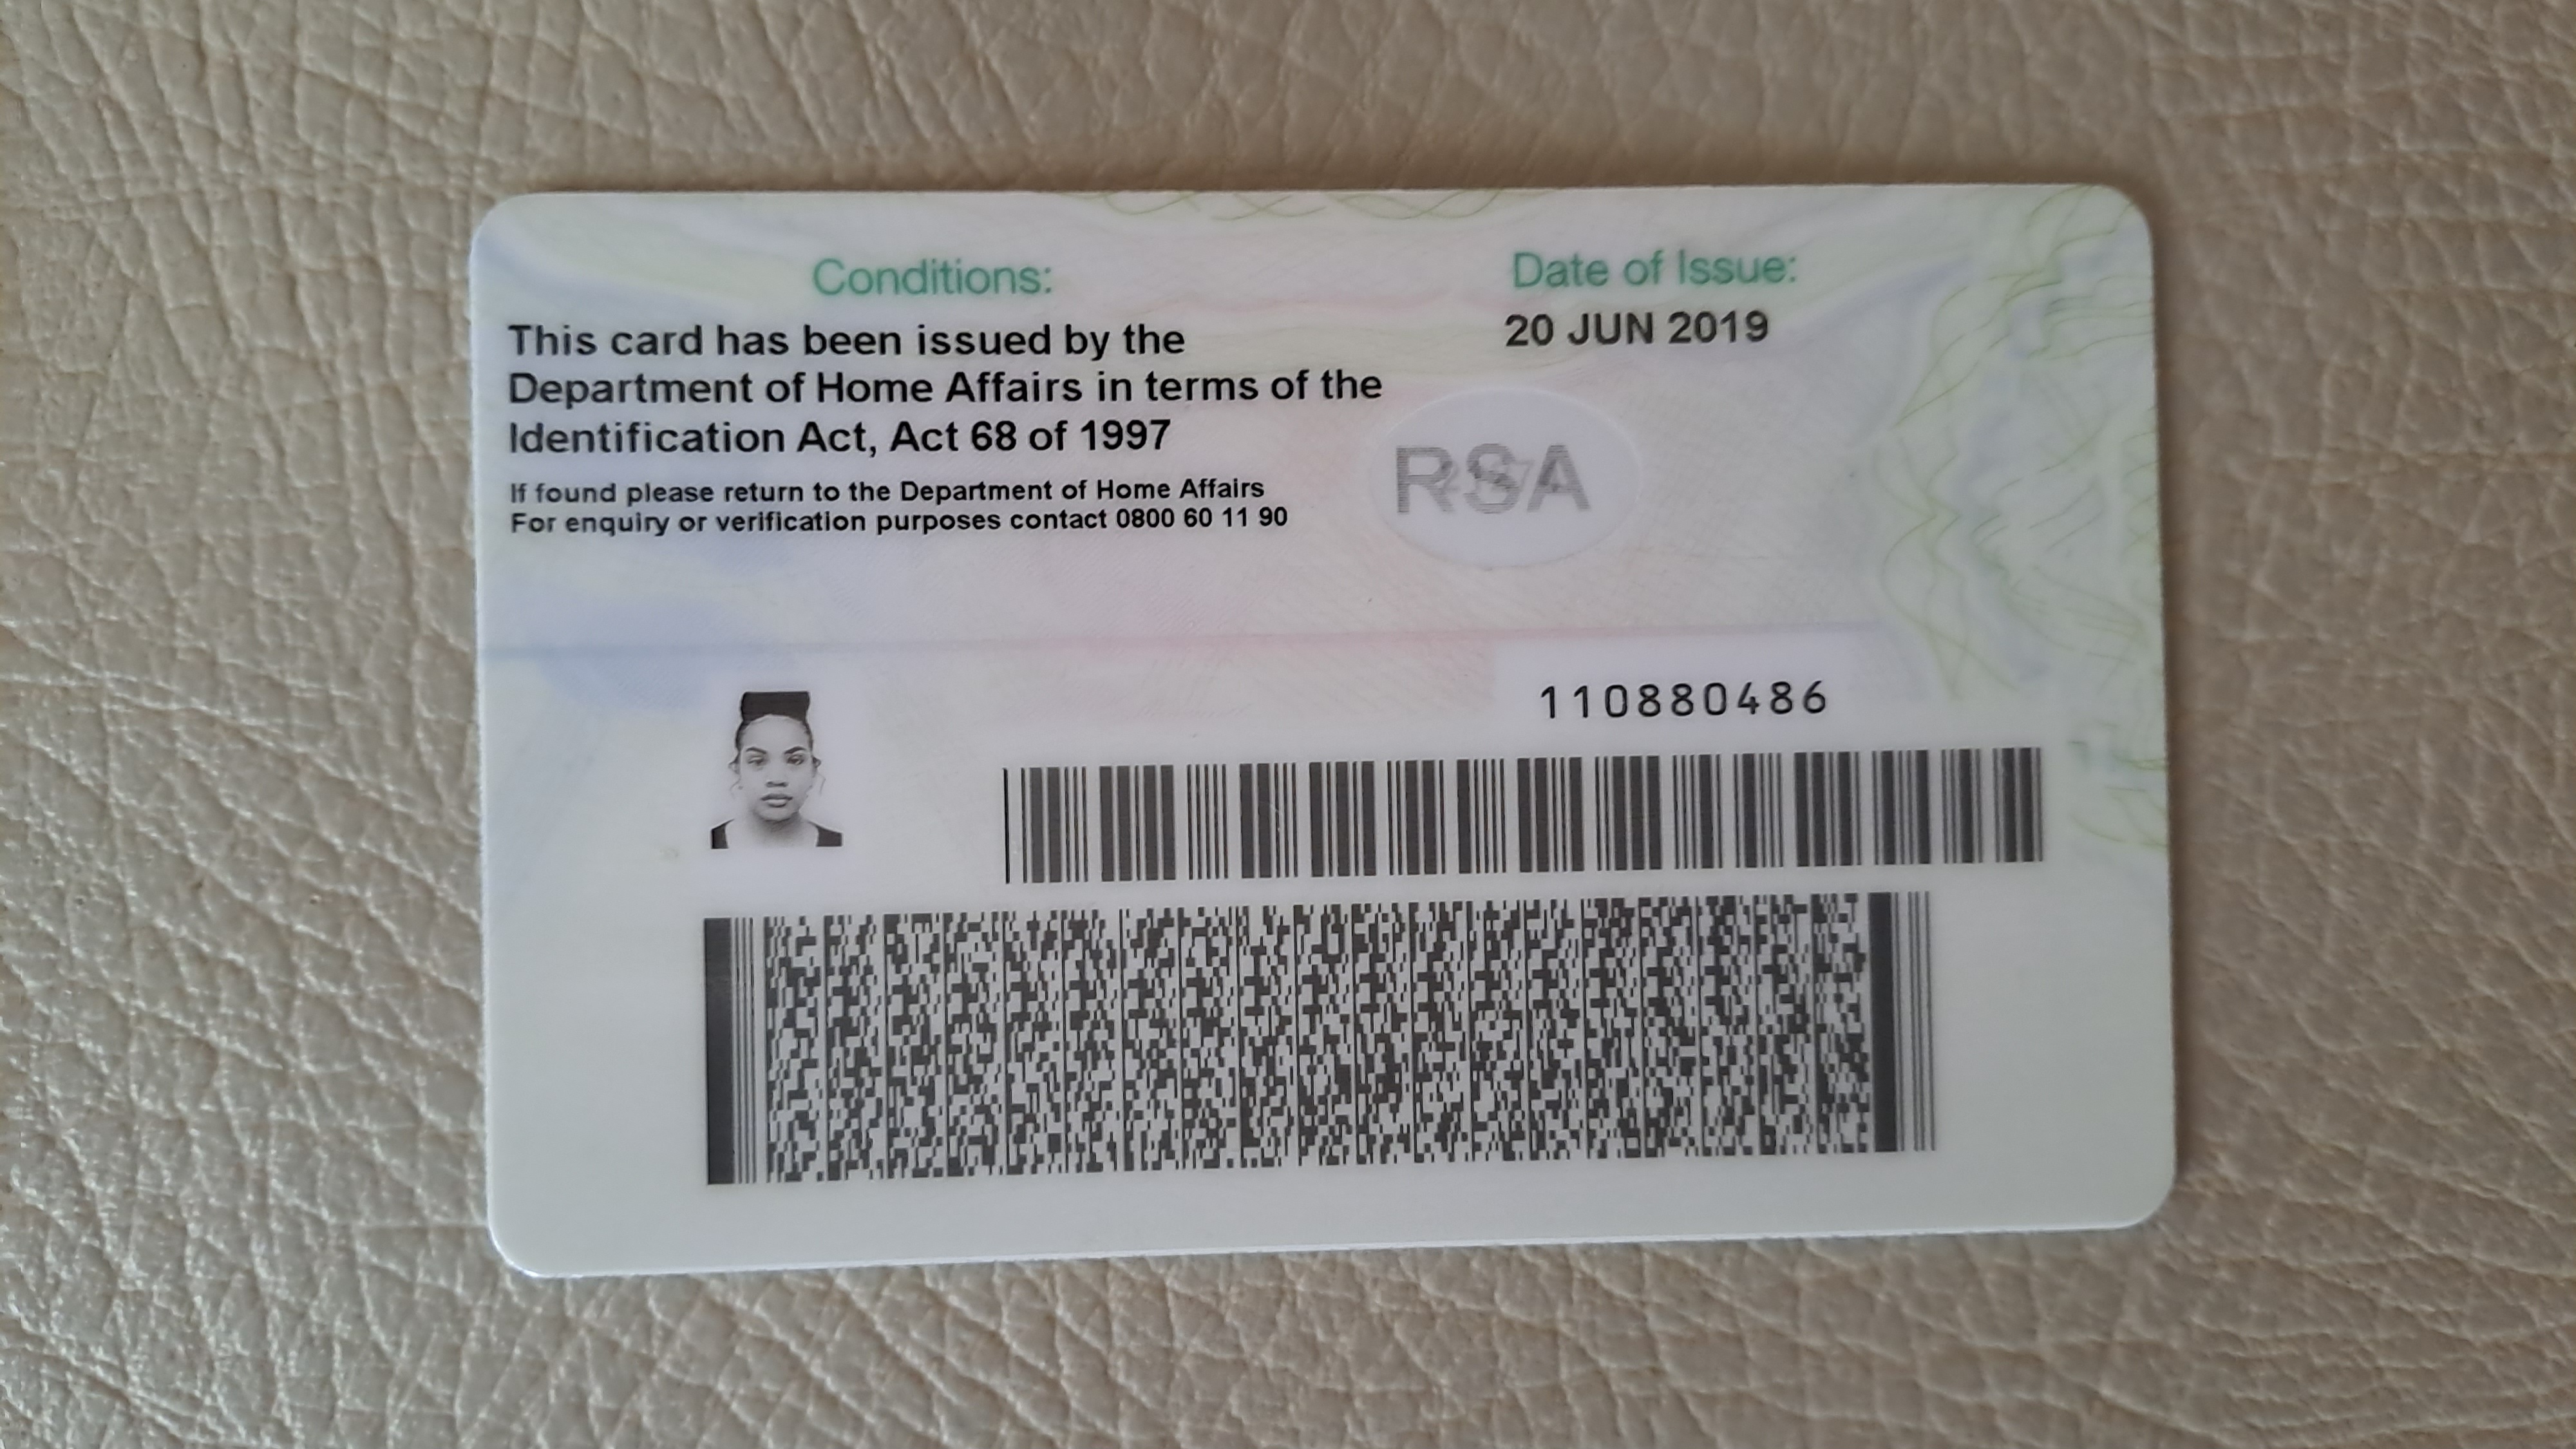 Conditions:
This card has been issued by the
Department of Home Affairs in terms of the
Identification Act, Act 68 of 1997
If found please return to the Department of Home Affairs
For enquiry or verification purposes contact 0800 60 11 90
Date of Issue:
20 JUN 2019
RSA
110880486